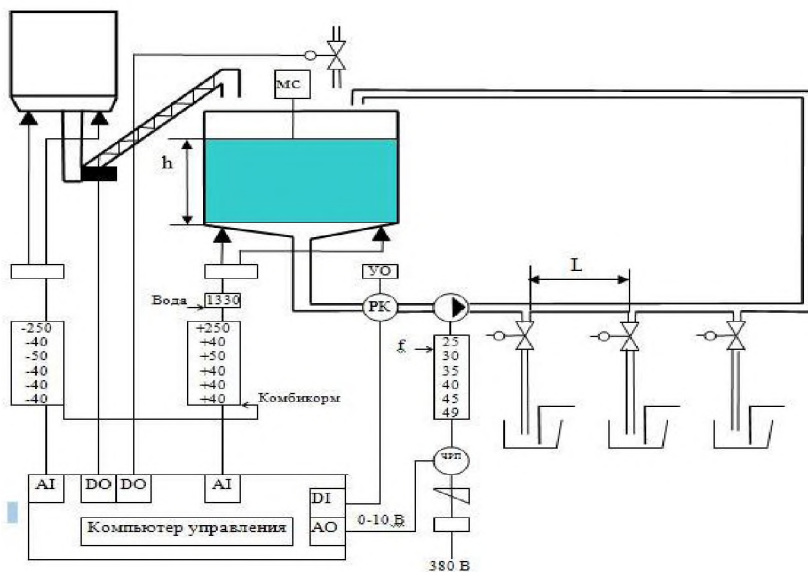 МС
h
L
УО
Вода
1330
РК
-250
-40
-50
-40
-40
-40
+250
+40
+50
+40
+40
+40
f
25
30
35
40
45
49
Комбикорм
ЧРП
AI
DO
DO
AI
DI
AO
0-10 В
Компьютер управления
380 В